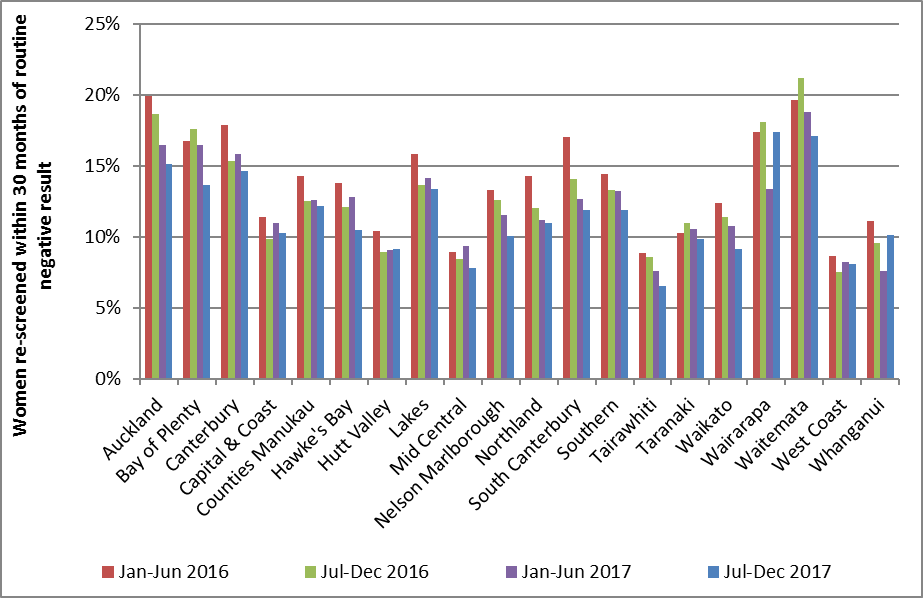 Women re-screened within 30 months of routine
negative result
25%
20%
15%
10%
5%
0%
Auckland
Bay of Plenty
Canterbury
Capital & Coast
Counties Manukau
Hawke's Bay
Hutt Valley
Lakes
Mid Central
Nelson Marlborough
Northland
South Canterbury
Southern
Tairawhiti
Taranaki
Waikato
Wairarapa
Waitemata
West Coast
Whanganui
Jan-Jun 2016
Jul-Dec 2016
Jan-Jun 2017
Jul-Dec 2017